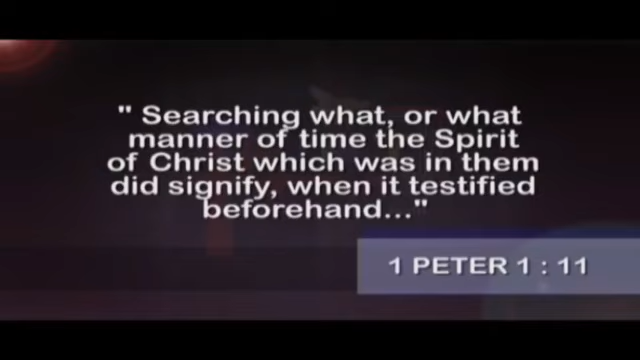 " Searching what, or what
manner of time the Spirit
of Christ which was in them
did signify, when it testified
beforehand..."
1 PETER 1 : 11